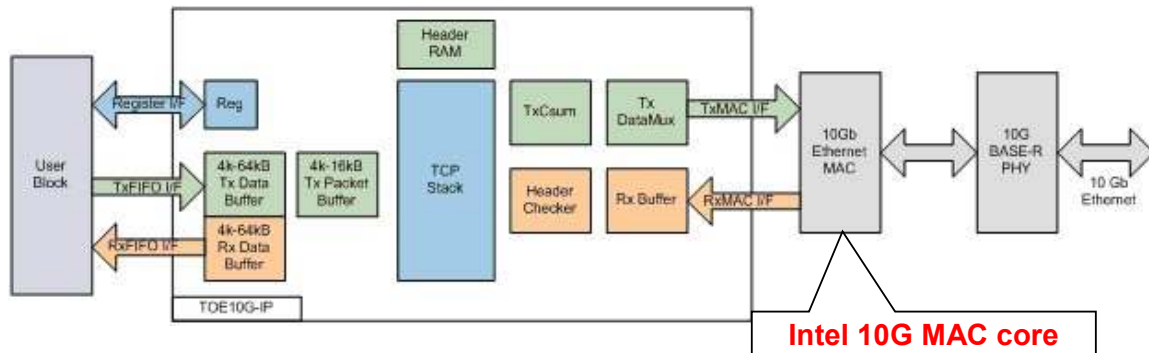 Header
RAM
User
Block
Register I/F
Reg
TxFIFO I/F
4k-64kB
Tx Data
Buffer
4k-16kB
Tx Packet
Buffer
RxFIFO I/F
4k-64kB
Rx Data
Buffer
TCP
Stack
TxCsum
Tx
DataMux
TxMAC I/F
Header
Checker
Rx Buffer
RxMAC I/F
10Gb
Ethernet
MAC
10G
BASE-R
PHY
10 Gb
Ethernet
TOE10G-IP
Intel 10G MAC core